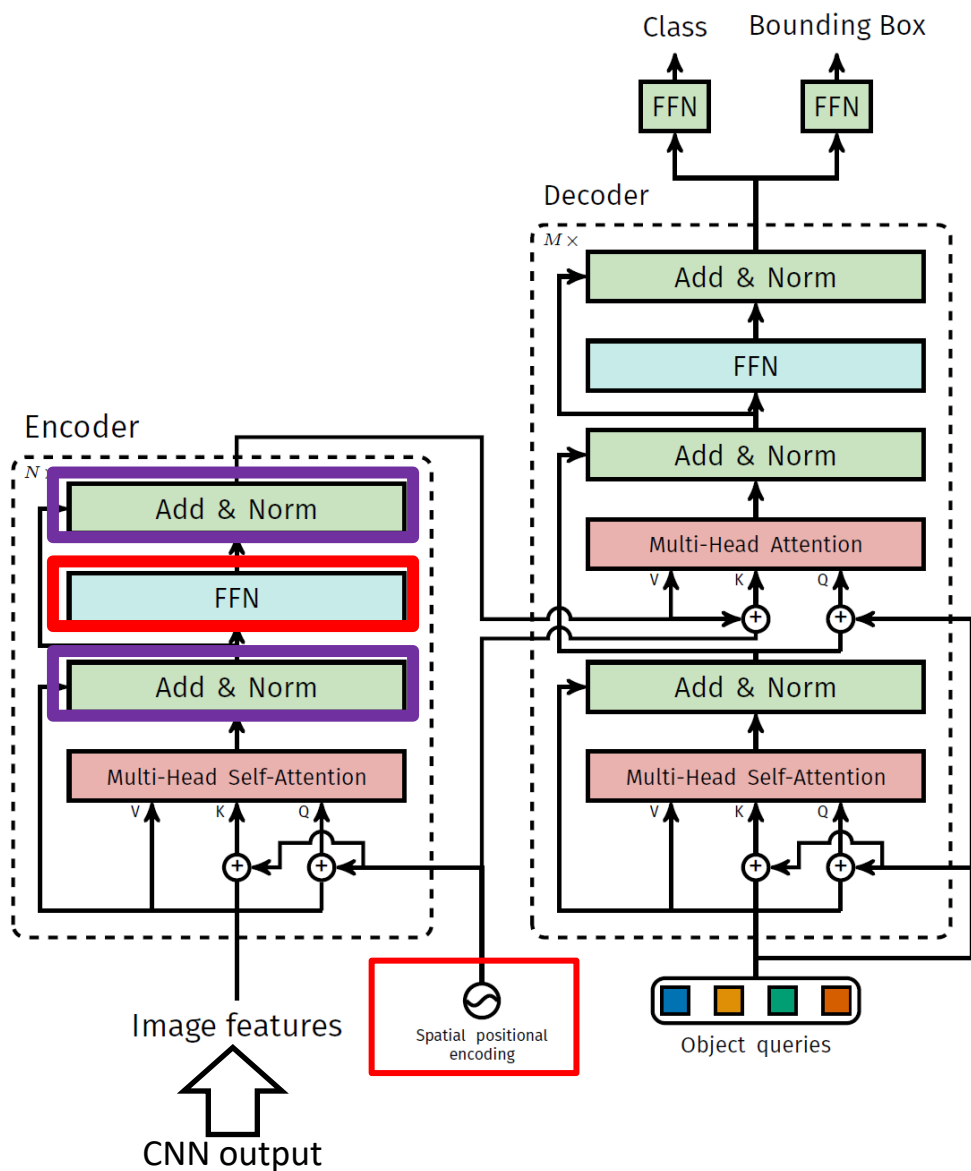 Class
Bounding Box
FFN
FFN
Decoder
M ×
Add & Norm
FFN
Add & Norm
Multi-Head Attention
V
K
Q
Add & Norm
Multi-Head Self-Attention
V
K
Q
Object queries
Encoder
N ×
Add & Norm
FFN
Add & Norm
Multi-Head Self-Attention
V
K
Q
Image features
Spatial positional
encoding
CNN output